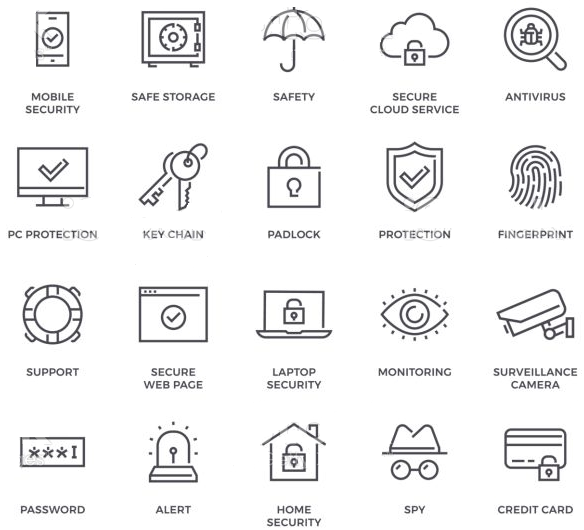 MOBILE
SECURITY
SAFE STORAGE
SAFETY
SECURE
CLOUD SERVICE
ANTIVIRUS
PC PROTECTION
KEY CHAIN
PADLOCK
PROTECTION
FINGERPRINT
SUPPORT
SECURE
WEB PAGE
LAPTOP
SECURITY
MONITORING
SURVEILLANCE
CAMERA
***I
PASSWORD
ALERT
HOME
SECURITY
SPY
CREDIT CARD